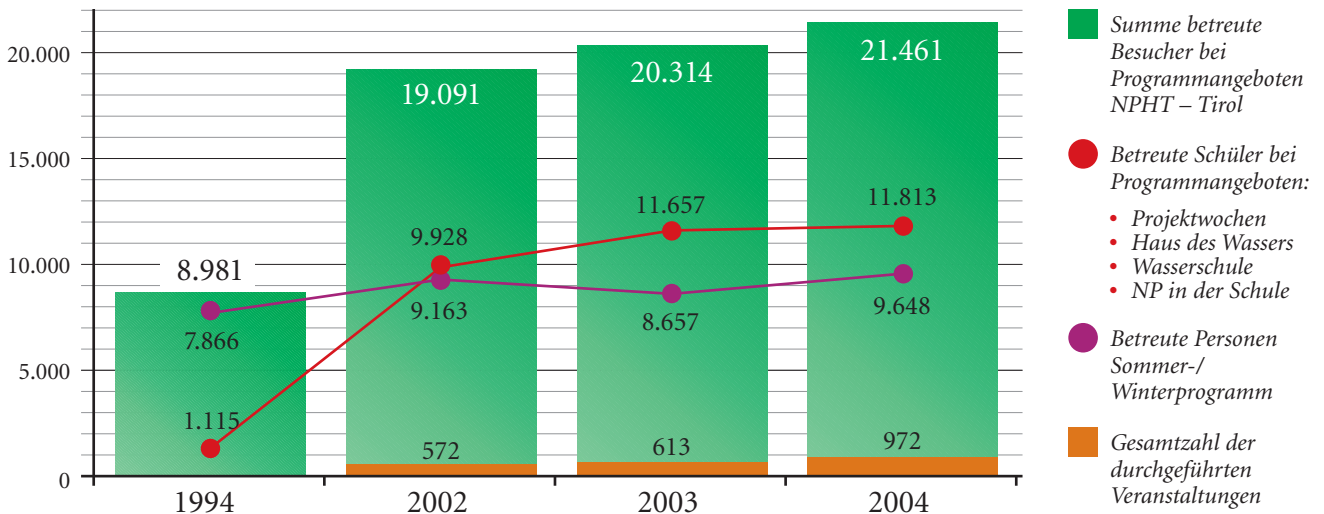 20.000
15.000
10.000
5.000
0
8.981
7.866
1.115
19.091
9.928
9.163
572
20.314
11.657
8.657
613
21.461
11.813
9.648
972
1994
2002
2003
2004
Summe betreute
Besucher bei
Programmangeboten
NPHT – Tirol
Betreute Schüler bei
Programmangeboten:
• Projektwochen
• Haus des Wassers
• Wasserschule
• NP in der Schule
Betreute Personen
Sommer-/
Winterprogramm
Gesamtzahl der
durchgeführten
Veranstaltungen